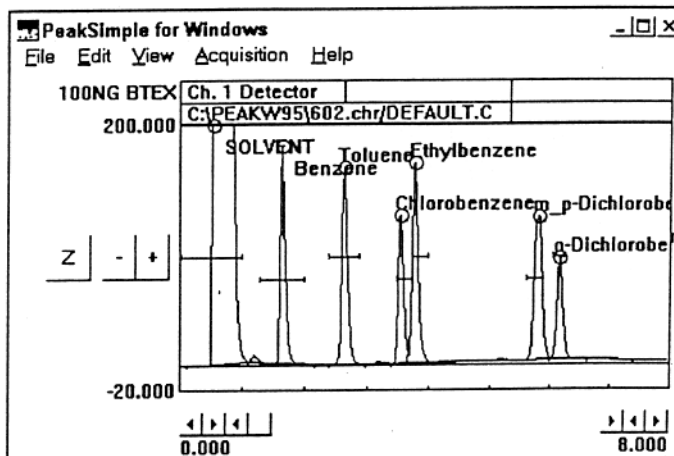 PeakSimple for Windows
File Edit View Acquisition Help
100NG BTEX Ch. 1 Detector
C:\PEAKW95\602.chr/DEFAULT.C
200.000
SOLVENT
Benzene
Toluene
Ethylbenzene
Chlorobenzene
m_p-Dichlorobe
o-Dichlorobe
Z - +
-20.000
0.000 8.000